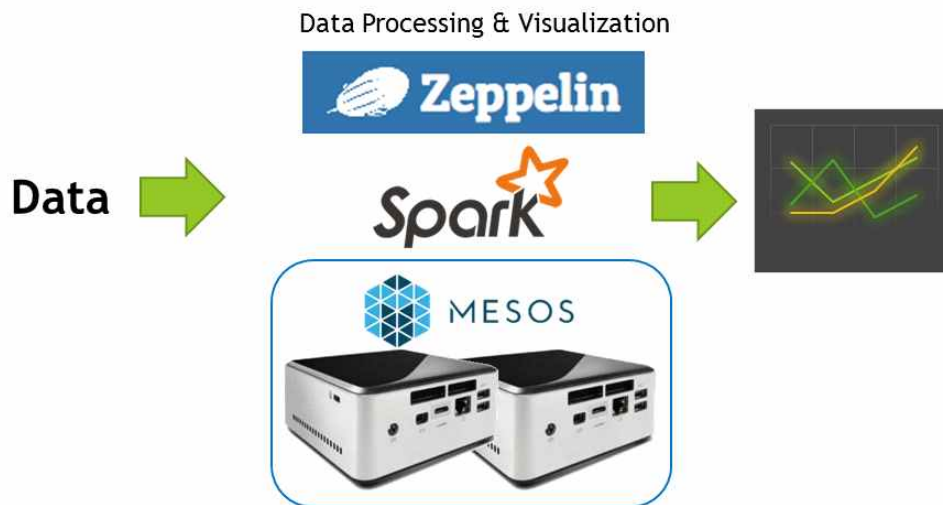 Data Processing & Visualization
Zeppelin
Data
Spark
MESOS